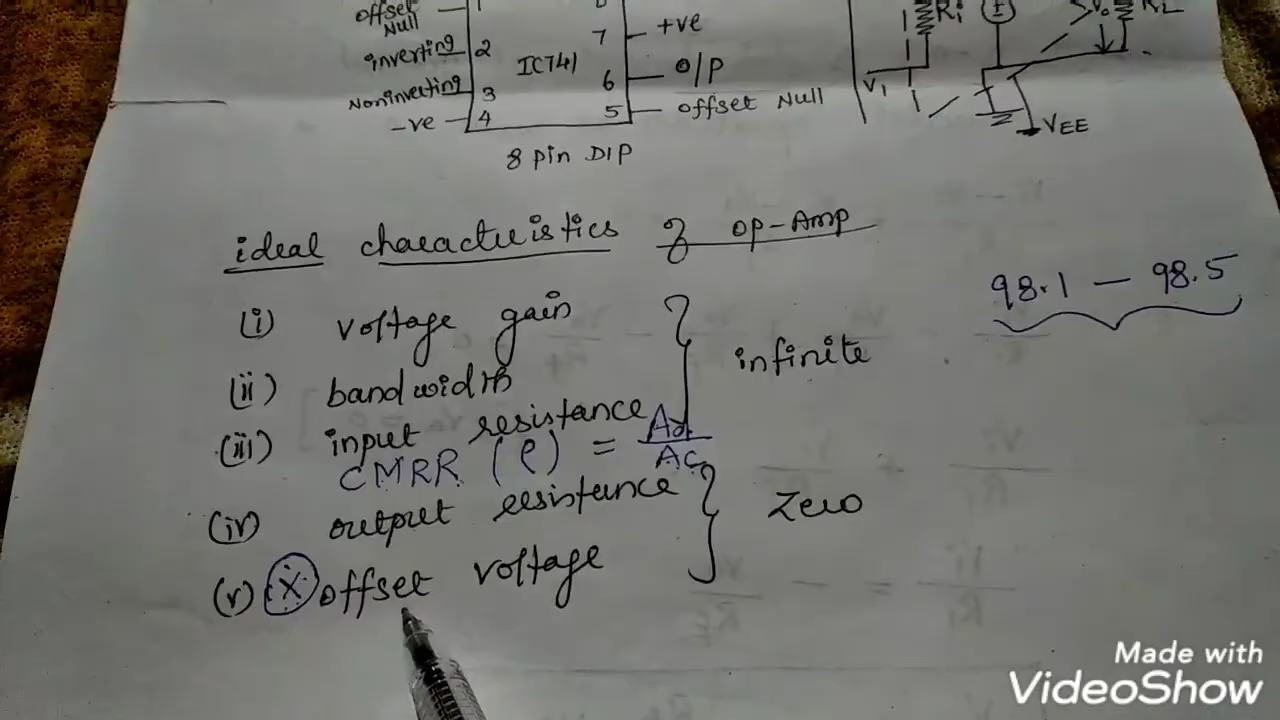 offset
Null
inverting 2
Noninverting 3
-ve 4
IC741
7 +ve
6 O/P
5 offset Null
8 pin DIP
Ri
Vo
RL
V1
VEE
ideal characteristics of op-Amp
(i) voltage gain
(ii) bandwidth
(iii) input resistance
infinite
CMRR (ρ) = Ad/Ac
(iv) output resistance
(v) X offset voltage
Zero
98.1 — 98.5
Made with
VideoShow